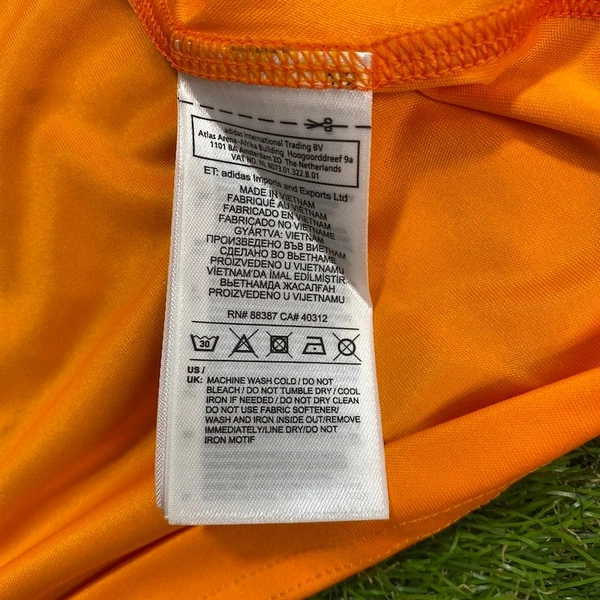 adidas International Trading BV
Atlas Arena-Afrika building Hoogoorddreef 9a
1101 BA Amsterdam ZO The Netherlands
VAT NO. NL 8073.01.322.B.01
ET: adidas Imports and Exports Ltd
MADE IN VIETNAM
FABRIQUÉ AU VIETNAM
FABRICADO EN VIETNAM
FABRICADO NO VIETNAME
GYÁRTVA: VIETNAM
ПРОИЗВЕДЕНО ВЪВ ВИЕТНАМ
СДЕЛАНО ВО ВЬЕТНАМЕ
PROIZVEDENO U VIJETNAMU
VİETNAM'DA İMAL EDİLMİŞTİR.
ВЬЕТНАМДА ЖАСАЛҒАН
PROIZVEDENO U VIJETNAMU
RN# 88387 CA# 40312
30
US /
UK: MACHINE WASH COLD / DO NOT
BLEACH / DO NOT TUMBLE DRY / COOL
IRON IF NEEDED / DO NOT DRY CLEAN
DO NOT USE FABRIC SOFTENER/
WASH AND IRON INSIDE OUT/REMOVE
IMMEDIATELY/LINE DRY/DO NOT
IRON MOTIF